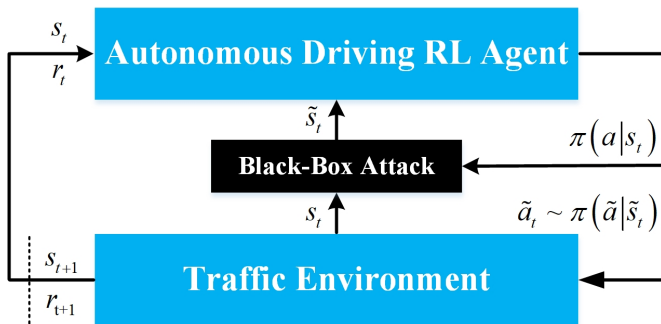 s_t
r_t
Autonomous Driving RL Agent
s̃_t
π(a|s_t)
Black-Box Attack
s_t
ã_t ~ π(ã|s̃_t)
s_{t+1}
r_{t+1}
Traffic Environment